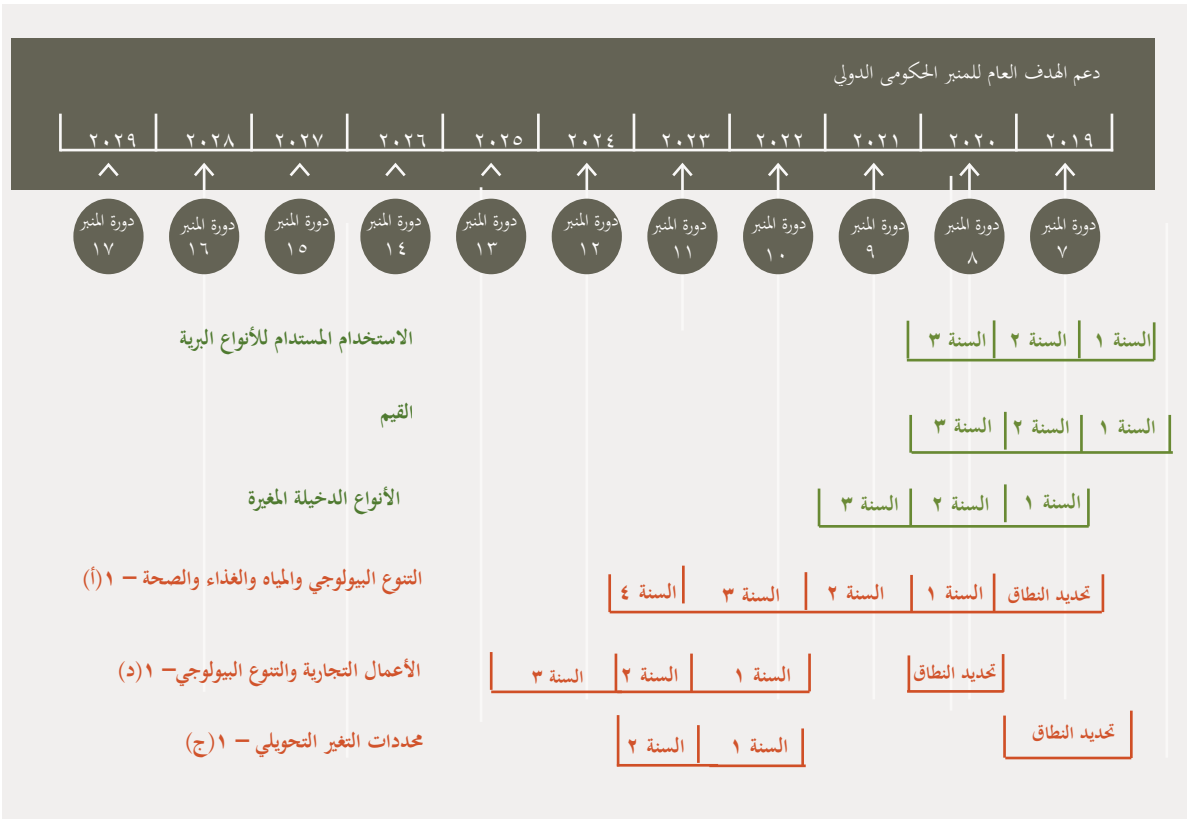 دعم الهدف العام للمنبر الحكومى الدولي
٢٠١٩ ٢٠٢٠ ٢٠٢١ ٢٠٢٢ ٢٠٢٣ ٢٠٢٤ ٢٠٢٥ ٢٠٢٦ ٢٠٢٧ ٢٠٢٨ ٢٠٢٩
دورة المنبر دورة المنبر دورة المنبر دورة المنبر دورة المنبر دورة المنبر دورة المنبر دورة المنبر دورة المنبر دورة المنبر دورة المنبر
٧ ٨ ٩ ١٠ ١١ ١٢ ١٣ ١٤ ١٥ ١٦ ١٧
السنة ١ السنة ٢ السنة ٣ الاستخدام المستدام للأنواع البرية
السنة ١ السنة ٢ السنة ٣ القيم
السنة ١ السنة ٢ السنة ٣ الأنواع الدخيلة المغيرة
تحديد النطاق السنة ١ السنة ٢ السنة ٣ السنة ٤ التنوع البيولوجي والمياه والغذاء والصحة – ١(أ)
تحديد النطاق السنة ١ السنة ٢ السنة ٣ الأعمال التجارية والتنوع البيولوجي– ١(د)
تحديد النطاق السنة ١ السنة ٢ محددات التغير التحويلي – ١(ج)